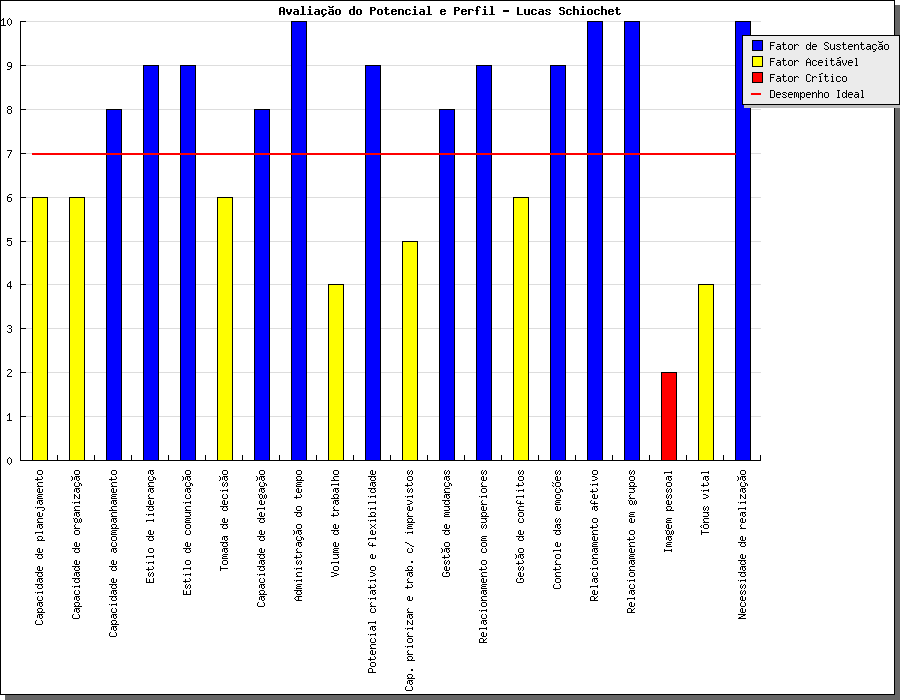 Avaliação do Potencial e Perfil - Lucas Schiochet
10
9
8
7
6
5
4
3
2
1
0
Fator de Sustentação
Fator Aceitável
Fator Crítico
Desempenho Ideal
Capacidade de planejamento
Capacidade de organização
Capacidade de acompanhamento
Estilo de liderança
Estilo de comunicação
Tomada de decisão
Capacidade de delegação
Administração do tempo
Volume de trabalho
Potencial criativo e flexibilidade
Cap. priorizar e trab. c/ imprevistos
Gestão de mudanças
Relacionamento com superiores
Gestão de conflitos
Controle das emoções
Relacionamento afetivo
Relacionamento em grupos
Imagem pessoal
Tônus vital
Necessidade de realização